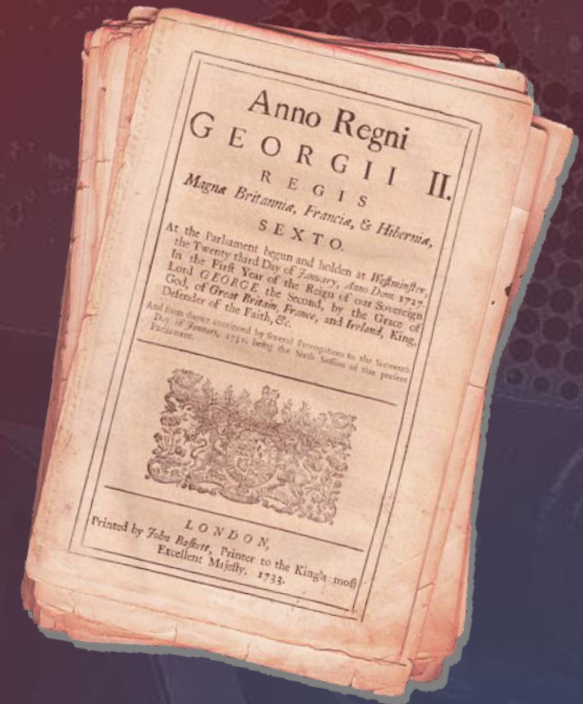 Anno Regni
GEORGII II.
REGIS
Magnæ Britanniæ, Franciæ, & Hiberniæ,
SEXTO.
At the Parliament begun and holden at Westminster,
the Twenty third Day of January, Anno Dom. 1727.
In the First Year of the Reign of our Sovereign
Lord GEORGE the Second, by the Grace of
God, of Great Britain, France, and Ireland, King,
Defender of the Faith, &c.
And from thence continued by several Prorogations to the Sixteenth
Day of January, 1732, being the Sixth Session of this present
Parliament.
LONDON,
Printed by John Baskett, Printer to the King's most
Excellent Majesty. 1733.